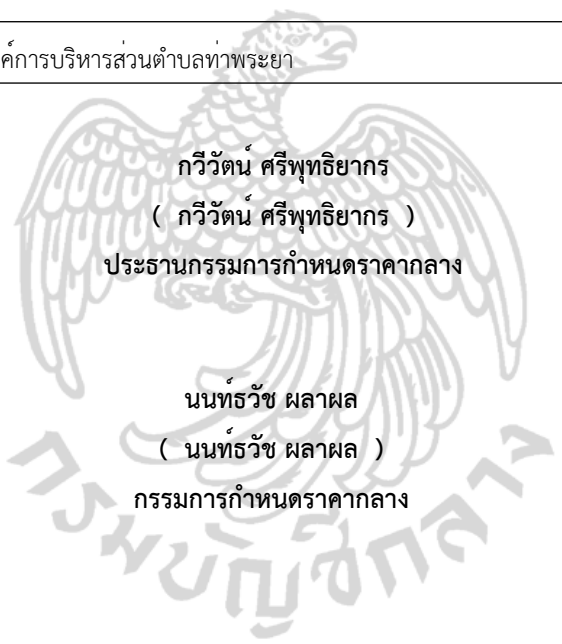 ค์การบริหารส่วนตำบลท่าพระยา
กวีวัตน์ ศรีพุทธิยากร
( กวีวัตน์ ศรีพุทธิยากร )
ประธานกรรมการกำหนดราคากลาง
นนท์ธวัช ผลาผล
( นนท์ธวัช ผลาผล )
กรรมการกำหนดราคากลาง
กรมบัญชีกลาง